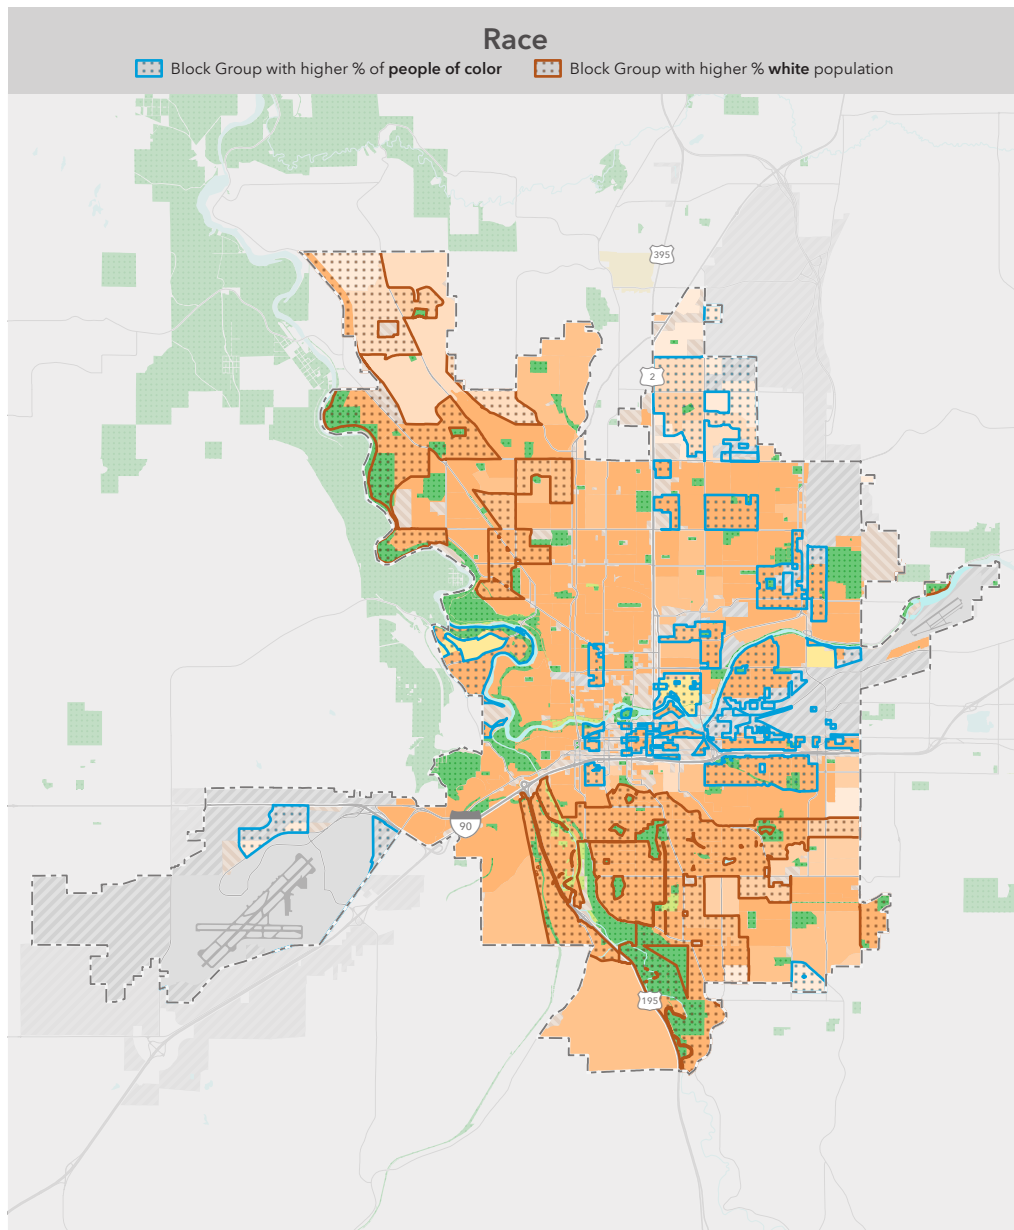 Race
Block Group with higher % of people of color
Block Group with higher % white population
395
2
90
195